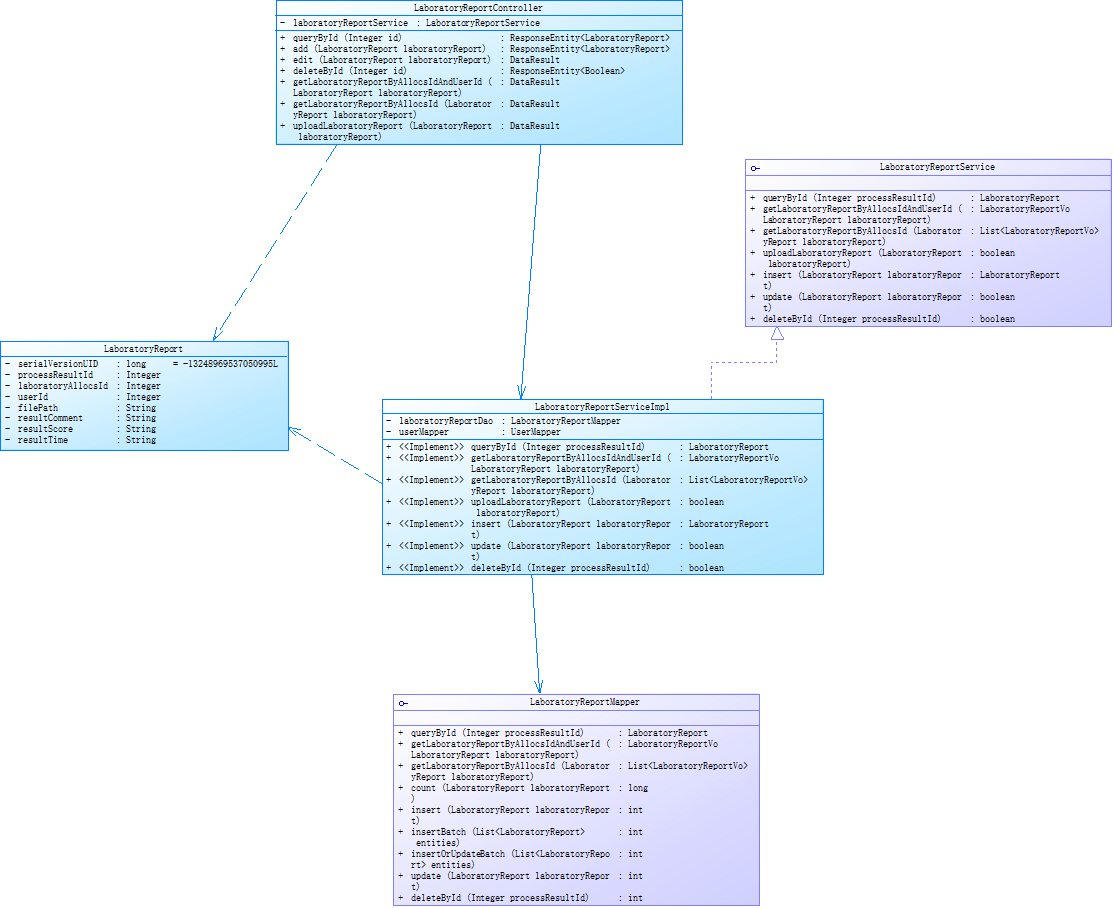 LaboratoryReportController
- laboratoryReportService : LaboratoryReportService
+ queryById (Integer id) : ResponseEntity<LaboratoryReport>
+ add (LaboratoryReport laboratoryReport) : ResponseEntity<LaboratoryReport>
+ edit (LaboratoryReport laboratoryReport) : DataResult
+ deleteById (Integer id) : ResponseEntity<Boolean>
+ getLaboratoryReportByAllocsIdAndUserId ( : DataResult
LaboratoryReport laboratoryReport)
+ getLaboratoryReportByAllocsId (Laborator : DataResult
yReport laboratoryReport)
+ uploadLaboratoryReport (LaboratoryReport : DataResult
laboratoryReport)
LaboratoryReportService
+ queryById (Integer processResultId) : LaboratoryReport
+ getLaboratoryReportByAllocsIdAndUserId ( : LaboratoryReportVo
LaboratoryReport laboratoryReport)
+ getLaboratoryReportByAllocsId (Laborator : List<LaboratoryReportVo>
yReport laboratoryReport)
+ uploadLaboratoryReport (LaboratoryReport : boolean
laboratoryReport)
+ insert (LaboratoryReport laboratoryRepor : LaboratoryReport
t)
+ update (LaboratoryReport laboratoryRepor : boolean
t)
+ deleteById (Integer processResultId) : boolean
LaboratoryReport
- serialVersionUID : long = -13248969537050995L
- processResultId : Integer
- laboratoryAllocsId : Integer
- userId : Integer
- filePath : String
- resultComment : String
- resultScore : String
- resultTime : String
LaboratoryReportServiceImpl
- laboratoryReportDao : LaboratoryReportMapper
- userMapper : UserMapper
+ <<Implement>> queryById (Integer processResultId) : LaboratoryReport
+ <<Implement>> getLaboratoryReportByAllocsIdAndUserId ( : LaboratoryReportVo
LaboratoryReport laboratoryReport)
+ <<Implement>> getLaboratoryReportByAllocsId (Laborator : List<LaboratoryReportVo>
yReport laboratoryReport)
+ <<Implement>> uploadLaboratoryReport (LaboratoryReport : boolean
laboratoryReport)
+ <<Implement>> insert (LaboratoryReport laboratoryRepor : LaboratoryReport
t)
+ <<Implement>> update (LaboratoryReport laboratoryRepor : boolean
t)
+ <<Implement>> deleteById (Integer processResultId) : boolean
LaboratoryReportMapper
+ queryById (Integer processResultId) : LaboratoryReport
+ getLaboratoryReportByAllocsIdAndUserId ( : LaboratoryReportVo
LaboratoryReport laboratoryReport)
+ getLaboratoryReportByAllocsId (Laborator : List<LaboratoryReportVo>
yReport laboratoryReport)
+ count (LaboratoryReport laboratoryReport : long
)
+ insert (LaboratoryReport laboratoryRepor : int
t)
+ insertBatch (List<LaboratoryReport> : int
entities)
+ insertOrUpdateBatch (List<LaboratoryRepo : int
rt> entities)
+ update (LaboratoryReport laboratoryRepor : int
t)
+ deleteById (Integer processResultId) : int